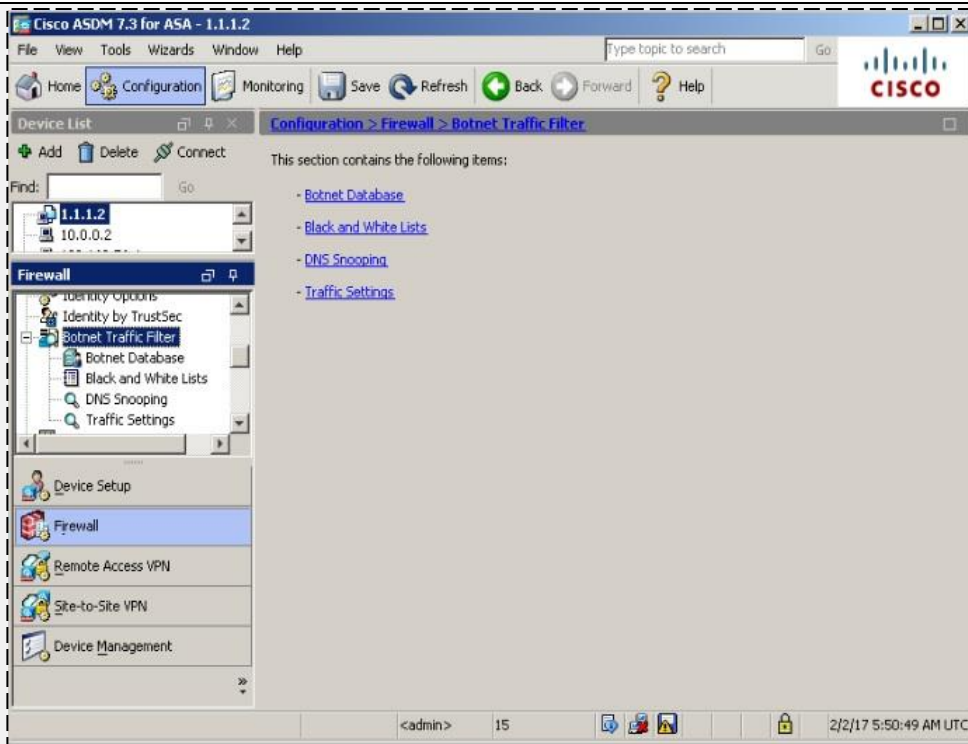 Cisco ASDM 7.3 for ASA - 1.1.1.2
File View Tools Wizards Window Help
Type topic to search Go
Home Configuration Monitoring Save Refresh Back Forward Help
CISCO
Device List
Add Delete Connect
Find: Go
1.1.1.2
10.0.0.2
Firewall
Identity Options
Identity by TrustSec
Botnet Traffic Filter
Botnet Database
Black and White Lists
DNS Snooping
Traffic Settings
Device Setup
Firewall
Remote Access VPN
Site-to-Site VPN
Device Management
Configuration > Firewall > Botnet Traffic Filter
This section contains the following items:
- Botnet Database
- Black and White Lists
- DNS Snooping
- Traffic Settings
<admin> 15 2/2/17 5:50:49 AM UTC